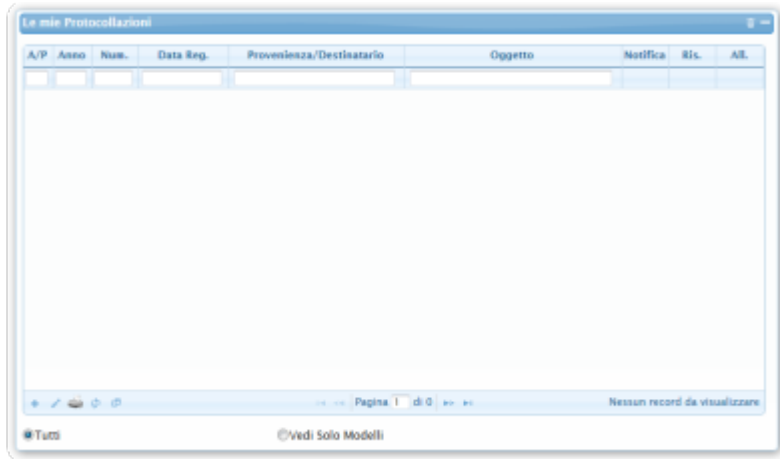 Le mie Protocollazioni
A/P Anno Num. Data Reg. Provenienza/Destinatario Oggetto Notifica Ris. All.
Pagina 1 di 0 Nessun record da visualizzare
Tutti Vedi Solo Modelli